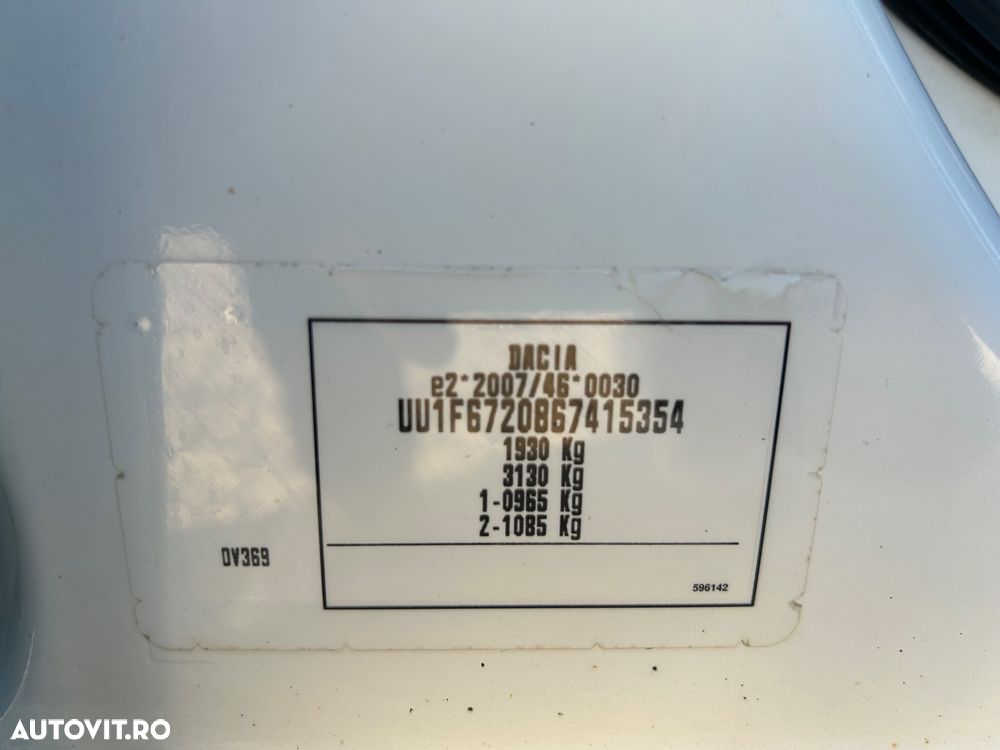 DACIA
e2*2007/46*0030
UU1F6720867415354
1930 Kg
3130 Kg
1-0965 Kg
2-1085 Kg
DV369
596142
AUTOVIT.RO